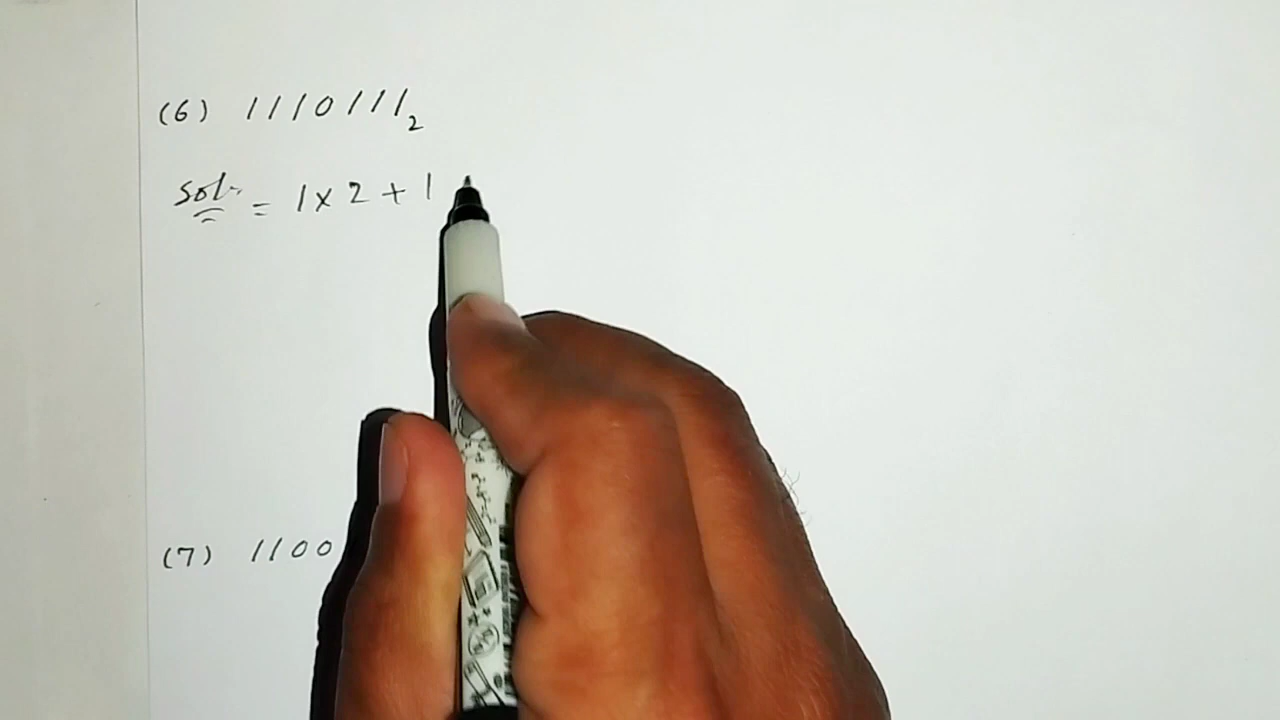 (6) 1110111₂
Sol. = 1 x 2 + 1
(7) 1100